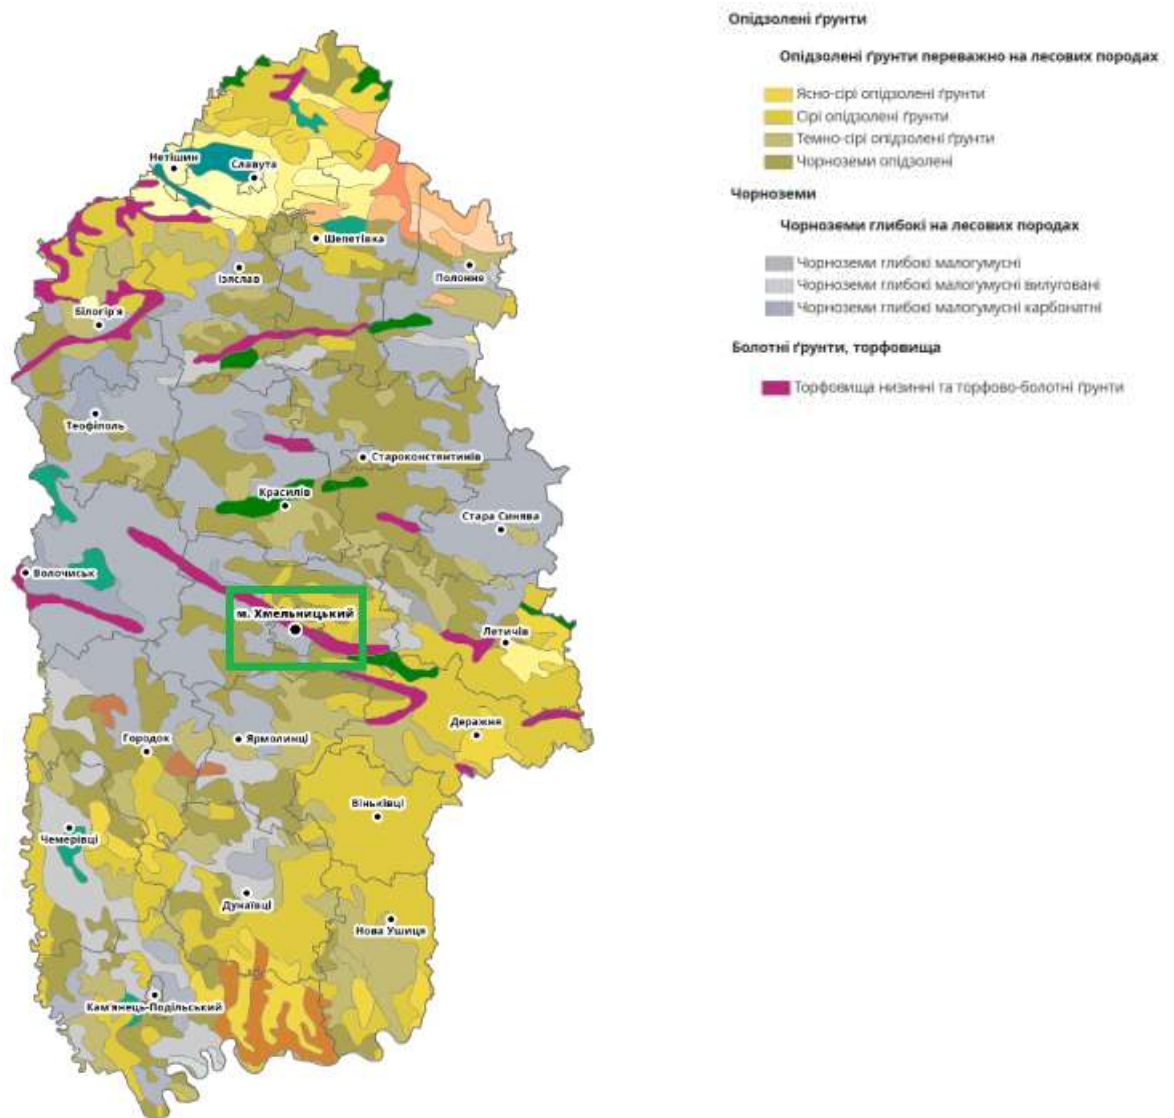 Опідзолені ґрунти
Опідзолені ґрунти переважно на лесових породах
Ясно-сірі опідзолені ґрунти
Сірі опідзолені ґрунти
Темно-сірі опідзолені ґрунти
Чорноземи опідзолені
Чорноземи
Чорноземи глибокі на лесових породах
Чорноземи глибокі малогумусні
Чорноземи глибокі малогумусні вилуговані
Чорноземи глибокі малогумусні карбонатні
Болотні ґрунти, торфовища
Торфовища низинні та торфово-болотні ґрунти
Нетішин
Славута
Шепетівка
Ізяслав
Полонне
Білогір'я
Теофіполь
Староконстянтинів
Красилів
Стара Синява
Волочиськ
м. Хмельницький
Летичів
Деражня
Городок
Ярмолинці
Віньківці
Чемерівці
Дунаївці
Нова Ушиця
Кам'янець-Подільський